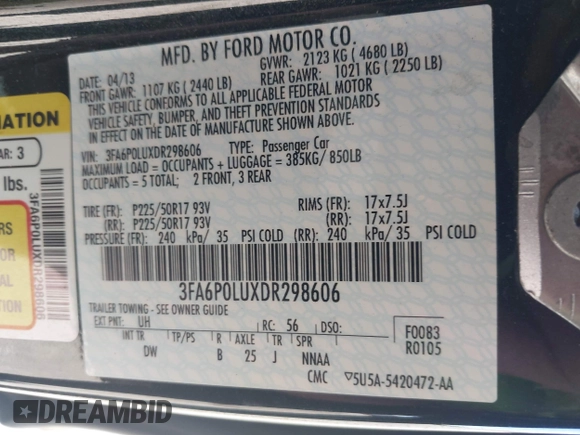 MFD. BY FORD MOTOR CO.
DATE: 04/13 GVWR: 2123 KG (4680 LB)
FRONT GAWR: 1107 KG (2440 LB) REAR GAWR: 1021 KG (2250 LB)
THIS VEHICLE CONFORMS TO ALL APPLICABLE FEDERAL MOTOR
VEHICLE SAFETY, BUMPER, AND THEFT PREVENTION STANDARDS
IN EFFECT ON THE DATE OF MANUFACTURE SHOWN ABOVE.
VIN: 3FA6P0LUXDR298606 TYPE: Passenger Car
MAXIMUM LOAD = OCCUPANTS + LUGGAGE = 385KG/ 850LB
OCCUPANTS = 5 TOTAL; 2 FRONT, 3 REAR
TIRE (FR): P225/50R17 93V RIMS (FR): 17x7.5J
(RR): P225/50R17 93V (RR): 17x7.5J
PRESSURE (FR): 240 kPa/ 35 PSI COLD (RR): 240 kPa/ 35 PSI COLD
3FA6P0LUXDR298606
TRAILER TOWING - SEE OWNER GUIDE
EXT PNT: UH RC: 56 DSO:
INT TR TP/PS R AXLE TR SPR
DW B 25 J NNAA
F0083
R0105
CMC ▽5U5A-5420472-AA
MATION
AR: 3
lbs.
3FA6P0LUXDR298606
RS
AL
ION
DREAMBID